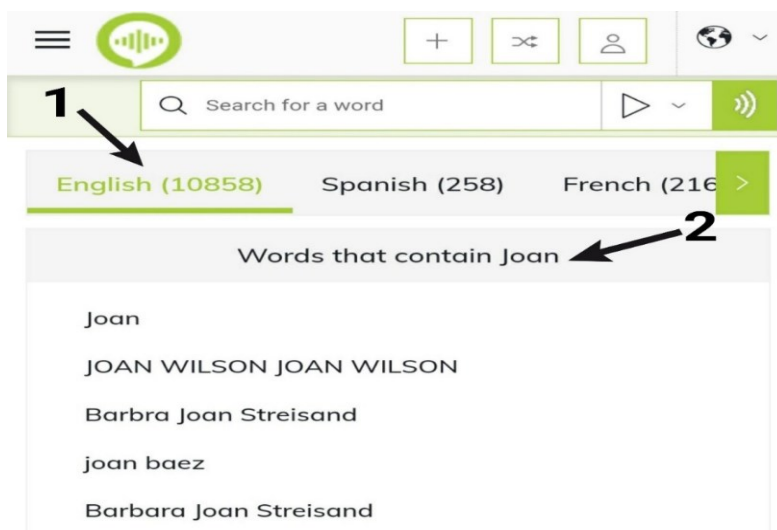 Search for a word
1
English (10858) Spanish (258) French (216
2
Words that contain Joan
Joan
JOAN WILSON JOAN WILSON
Barbra Joan Streisand
joan baez
Barbara Joan Streisand